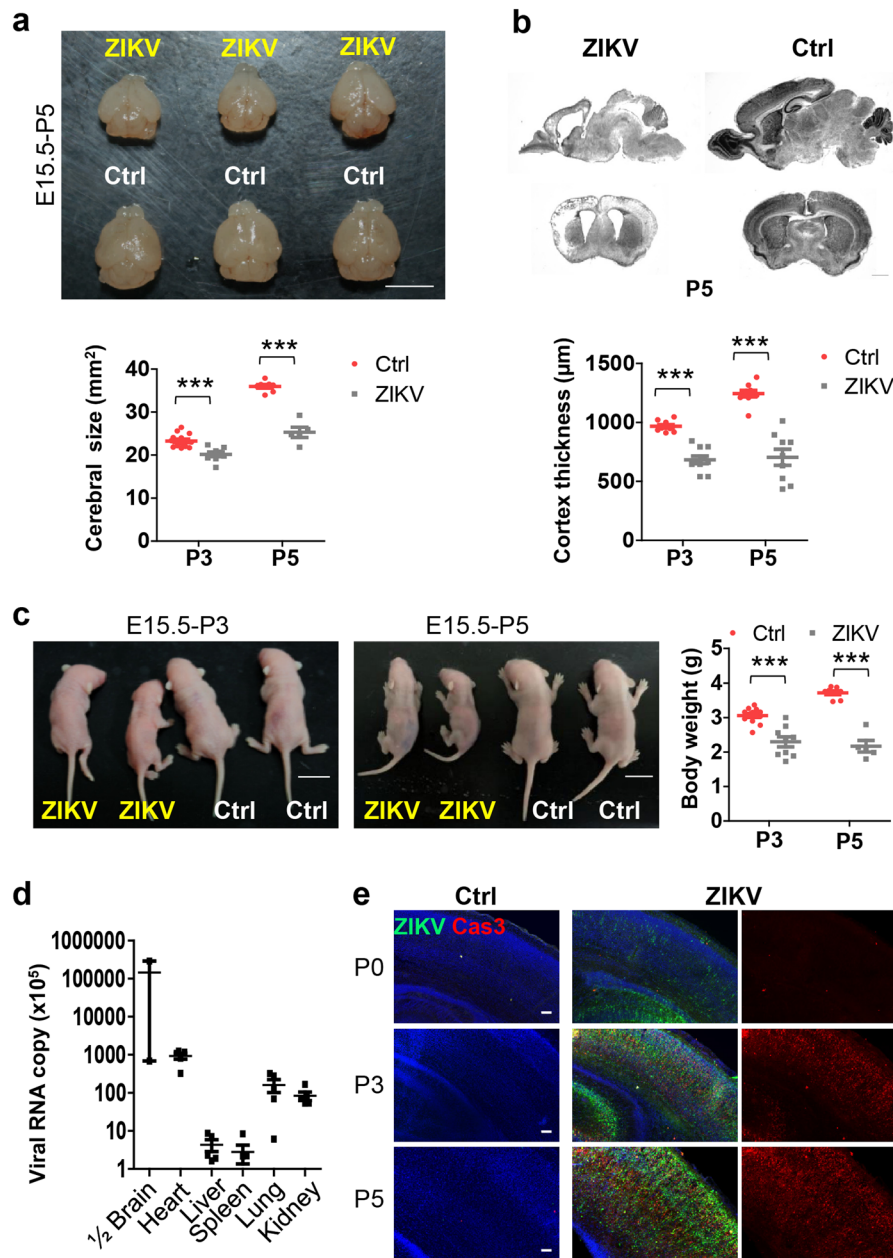 a
ZIKV ZIKV ZIKV
E15.5-P5
Ctrl Ctrl Ctrl
Cerebral size (mm²)
40
30
20
10
0
*** ***
P3 P5
Ctrl
ZIKV
b
ZIKV Ctrl
P5
Cortex thickness (µm)
1500
1000
500
0
*** ***
P3 P5
Ctrl
ZIKV
c
E15.5-P3
ZIKV ZIKV Ctrl Ctrl
E15.5-P5
ZIKV ZIKV Ctrl Ctrl
Ctrl ZIKV
Body weight (g)
5
4
3
2
1
0
*** ***
P3 P5
d
Viral RNA copy (x10⁵)
1000000
100000
10000
1000
100
10
1
½ Brain
Heart
Liver
Spleen
Lung
Kidney
e
Ctrl ZIKV
ZIKV Cas3
P0
P3
P5